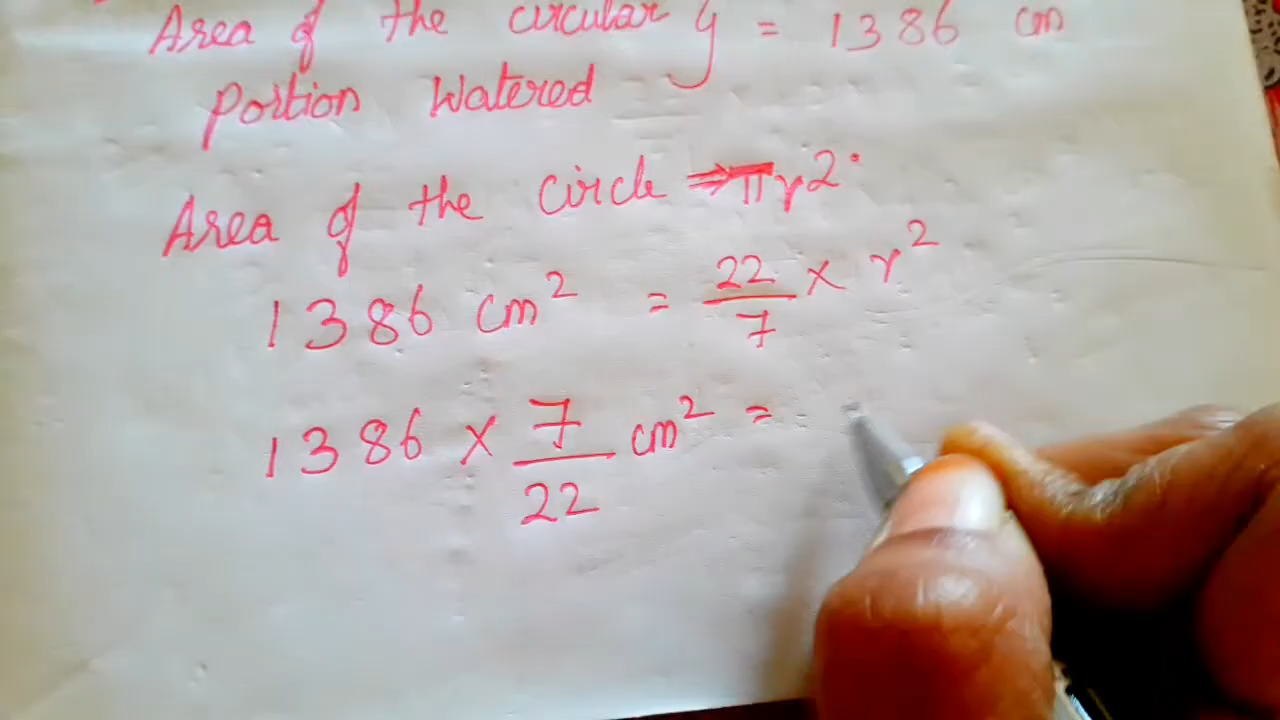 Area of the circular } = 1386 cm
Portion Watered
Area of the Circle ⇒ πr2
1386 cm² = 22/7 × r²
1386 × 7/22 cm² =